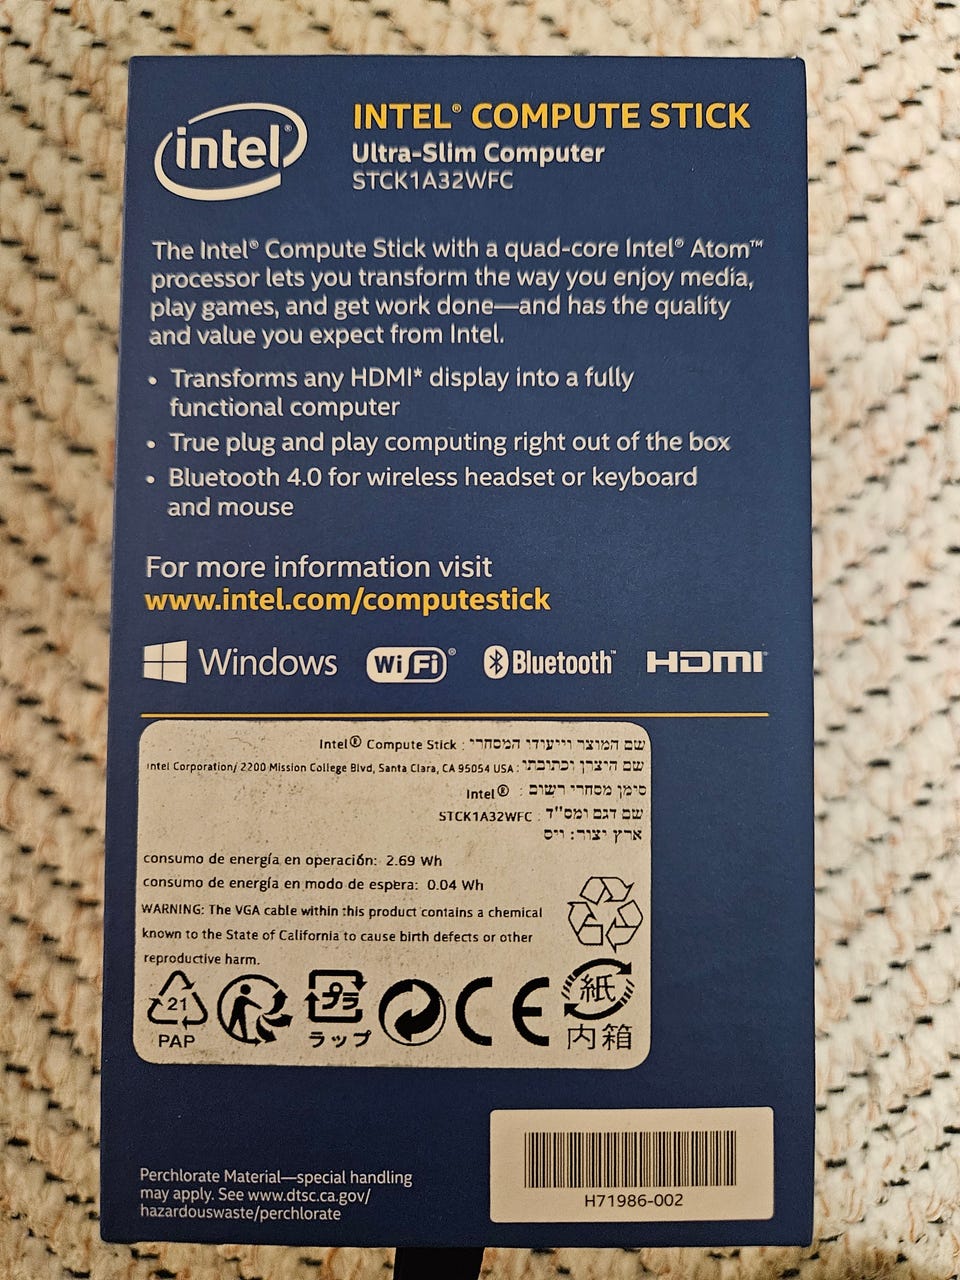 intel®
INTEL® COMPUTE STICK
Ultra-Slim Computer
STCK1A32WFC
The Intel® Compute Stick with a quad-core Intel® Atom™
processor lets you transform the way you enjoy media,
play games, and get work done—and has the quality
and value you expect from Intel.
• Transforms any HDMI* display into a fully
functional computer
• True plug and play computing right out of the box
• Bluetooth 4.0 for wireless headset or keyboard
and mouse
For more information visit
www.intel.com/computestick
Windows WiFi® Bluetooth™ HDMI®
שם המוצר וייעודו המסחרי: Intel® Compute Stick
שם היצרן וכתובתו: Intel Corporation/ 2200 Mission College Blvd, Santa Clara, CA 95054 USA
סימן מסחרי רשום : Intel®
שם דגם ומס"ד : STCK1A32WFC
ארץ יצור: ויס
consumo de energía en operación: 2.69 Wh
consumo de energía en modo de espera: 0.04 Wh
WARNING: The VGA cable within this product contains a chemical
known to the State of California to cause birth defects or other
reproductive harm.
21
PAP
プラ
ラップ
CE
紙
内箱
H71986-002
Perchlorate Material—special handling
may apply. See www.dtsc.ca.gov/
hazardouswaste/perchlorate